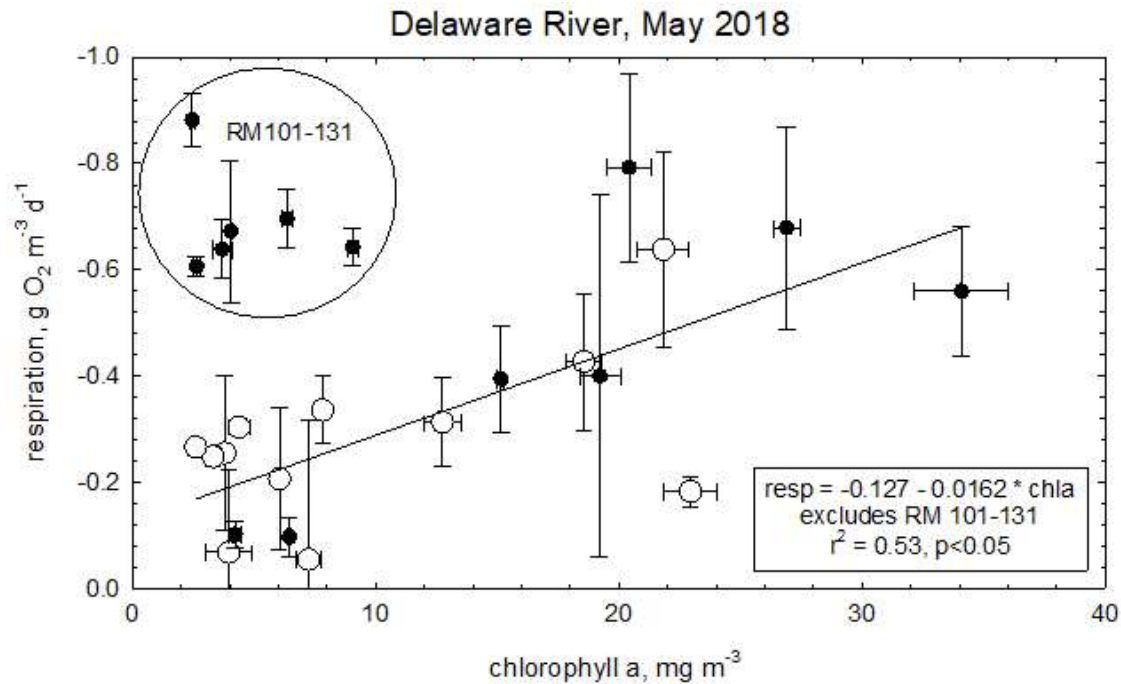 Delaware River, May 2018
-1.0
-0.8
-0.6
-0.4
-0.2
0.0
respiration, g O₂ m⁻³ d⁻¹
RM101-131
resp = -0.127 - 0.0162 * chla
excludes RM 101-131
r² = 0.53, p<0.05
0 10 20 30 40
chlorophyll a, mg m⁻³